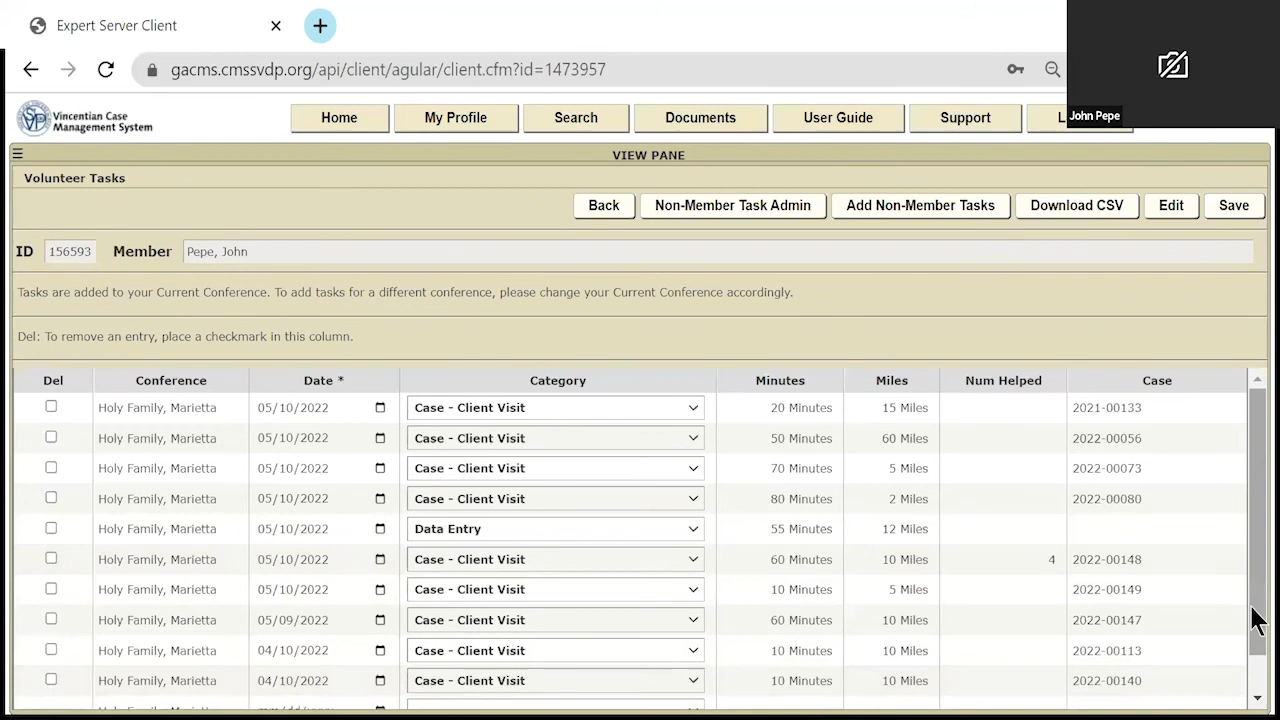 Expert Server Client
gacms.cmssvdp.org/api/client/agular/client.cfm?id=1473957
John Pepe
Vincentian Case
Management System
Home My Profile Search Documents User Guide Support L
VIEW PANE
Volunteer Tasks
Back Non-Member Task Admin Add Non-Member Tasks Download CSV Edit Save
ID 156593 Member Pepe, John
Tasks are added to your Current Conference. To add tasks for a different conference, please change your Current Conference accordingly.
Del: To remove an entry, place a checkmark in this column.
Del Conference Date * Category Minutes Miles Num Helped Case
Holy Family, Marietta 05/10/2022 Case - Client Visit 20 Minutes 15 Miles 2021-00133
Holy Family, Marietta 05/10/2022 Case - Client Visit 50 Minutes 60 Miles 2022-00056
Holy Family, Marietta 05/10/2022 Case - Client Visit 70 Minutes 5 Miles 2022-00073
Holy Family, Marietta 05/10/2022 Case - Client Visit 80 Minutes 2 Miles 2022-00080
Holy Family, Marietta 05/10/2022 Data Entry 55 Minutes 12 Miles
Holy Family, Marietta 05/10/2022 Case - Client Visit 60 Minutes 10 Miles 4 2022-00148
Holy Family, Marietta 05/10/2022 Case - Client Visit 10 Minutes 5 Miles 2022-00149
Holy Family, Marietta 05/09/2022 Case - Client Visit 60 Minutes 10 Miles 2022-00147
Holy Family, Marietta 04/10/2022 Case - Client Visit 10 Minutes 10 Miles 2022-00113
Holy Family, Marietta 04/10/2022 Case - Client Visit 10 Minutes 10 Miles 2022-00140
Holy Family, Marietta mm/dd/yyyy